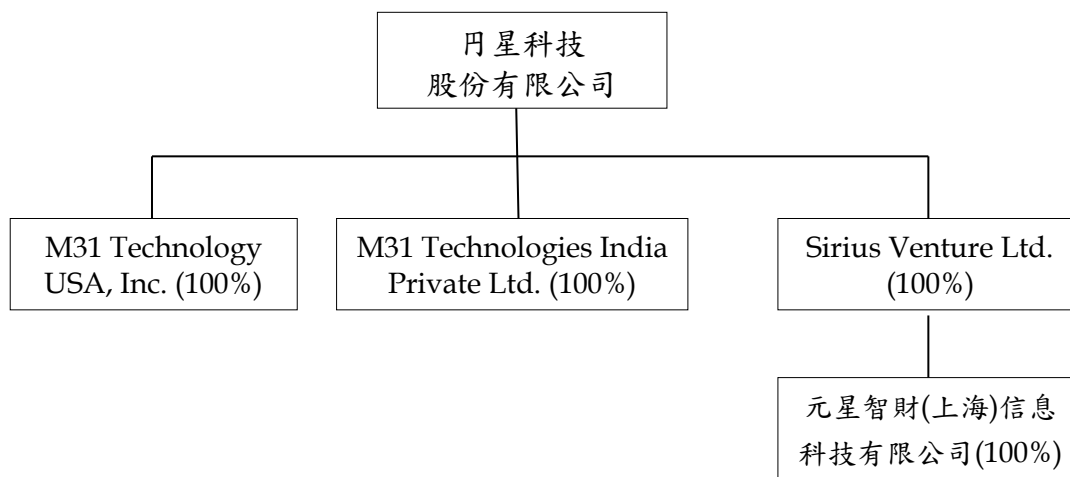 円星科技
股份有限公司
M31 Technology
USA, Inc. (100%)
M31 Technologies India
Private Ltd. (100%)
Sirius Venture Ltd.
(100%)
元星智財(上海)信息
科技有限公司(100%)